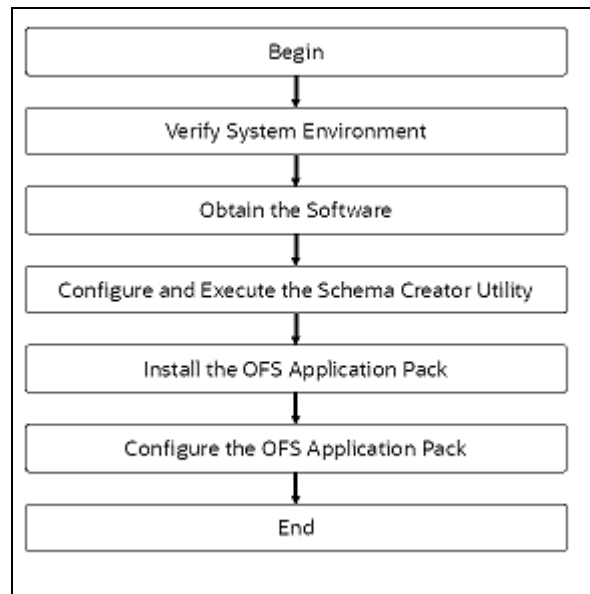 Begin
Verify System Environment
Obtain the Software
Configure and Execute the Schema Creator Utility
Install the OFS Application Pack
Configure the OFS Application Pack
End